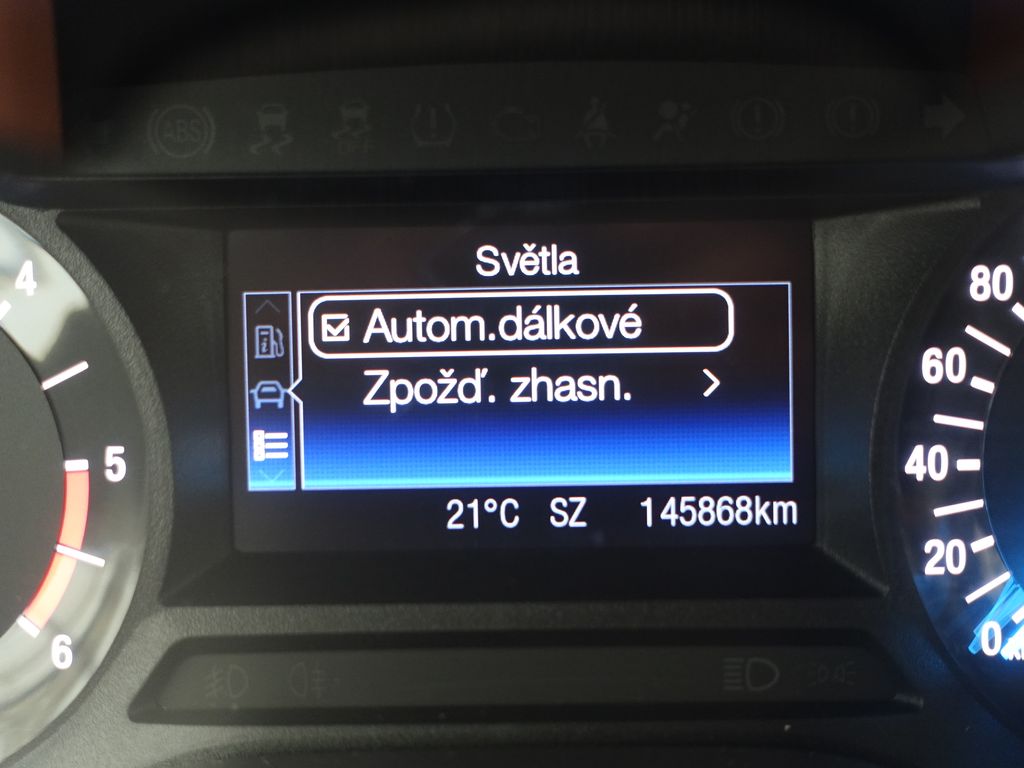 ABS
OFF
Světla
Autom.dálkové
Zpožď. zhasn.
21°C SZ 145868km
4
5
6
80
60
40
20
0